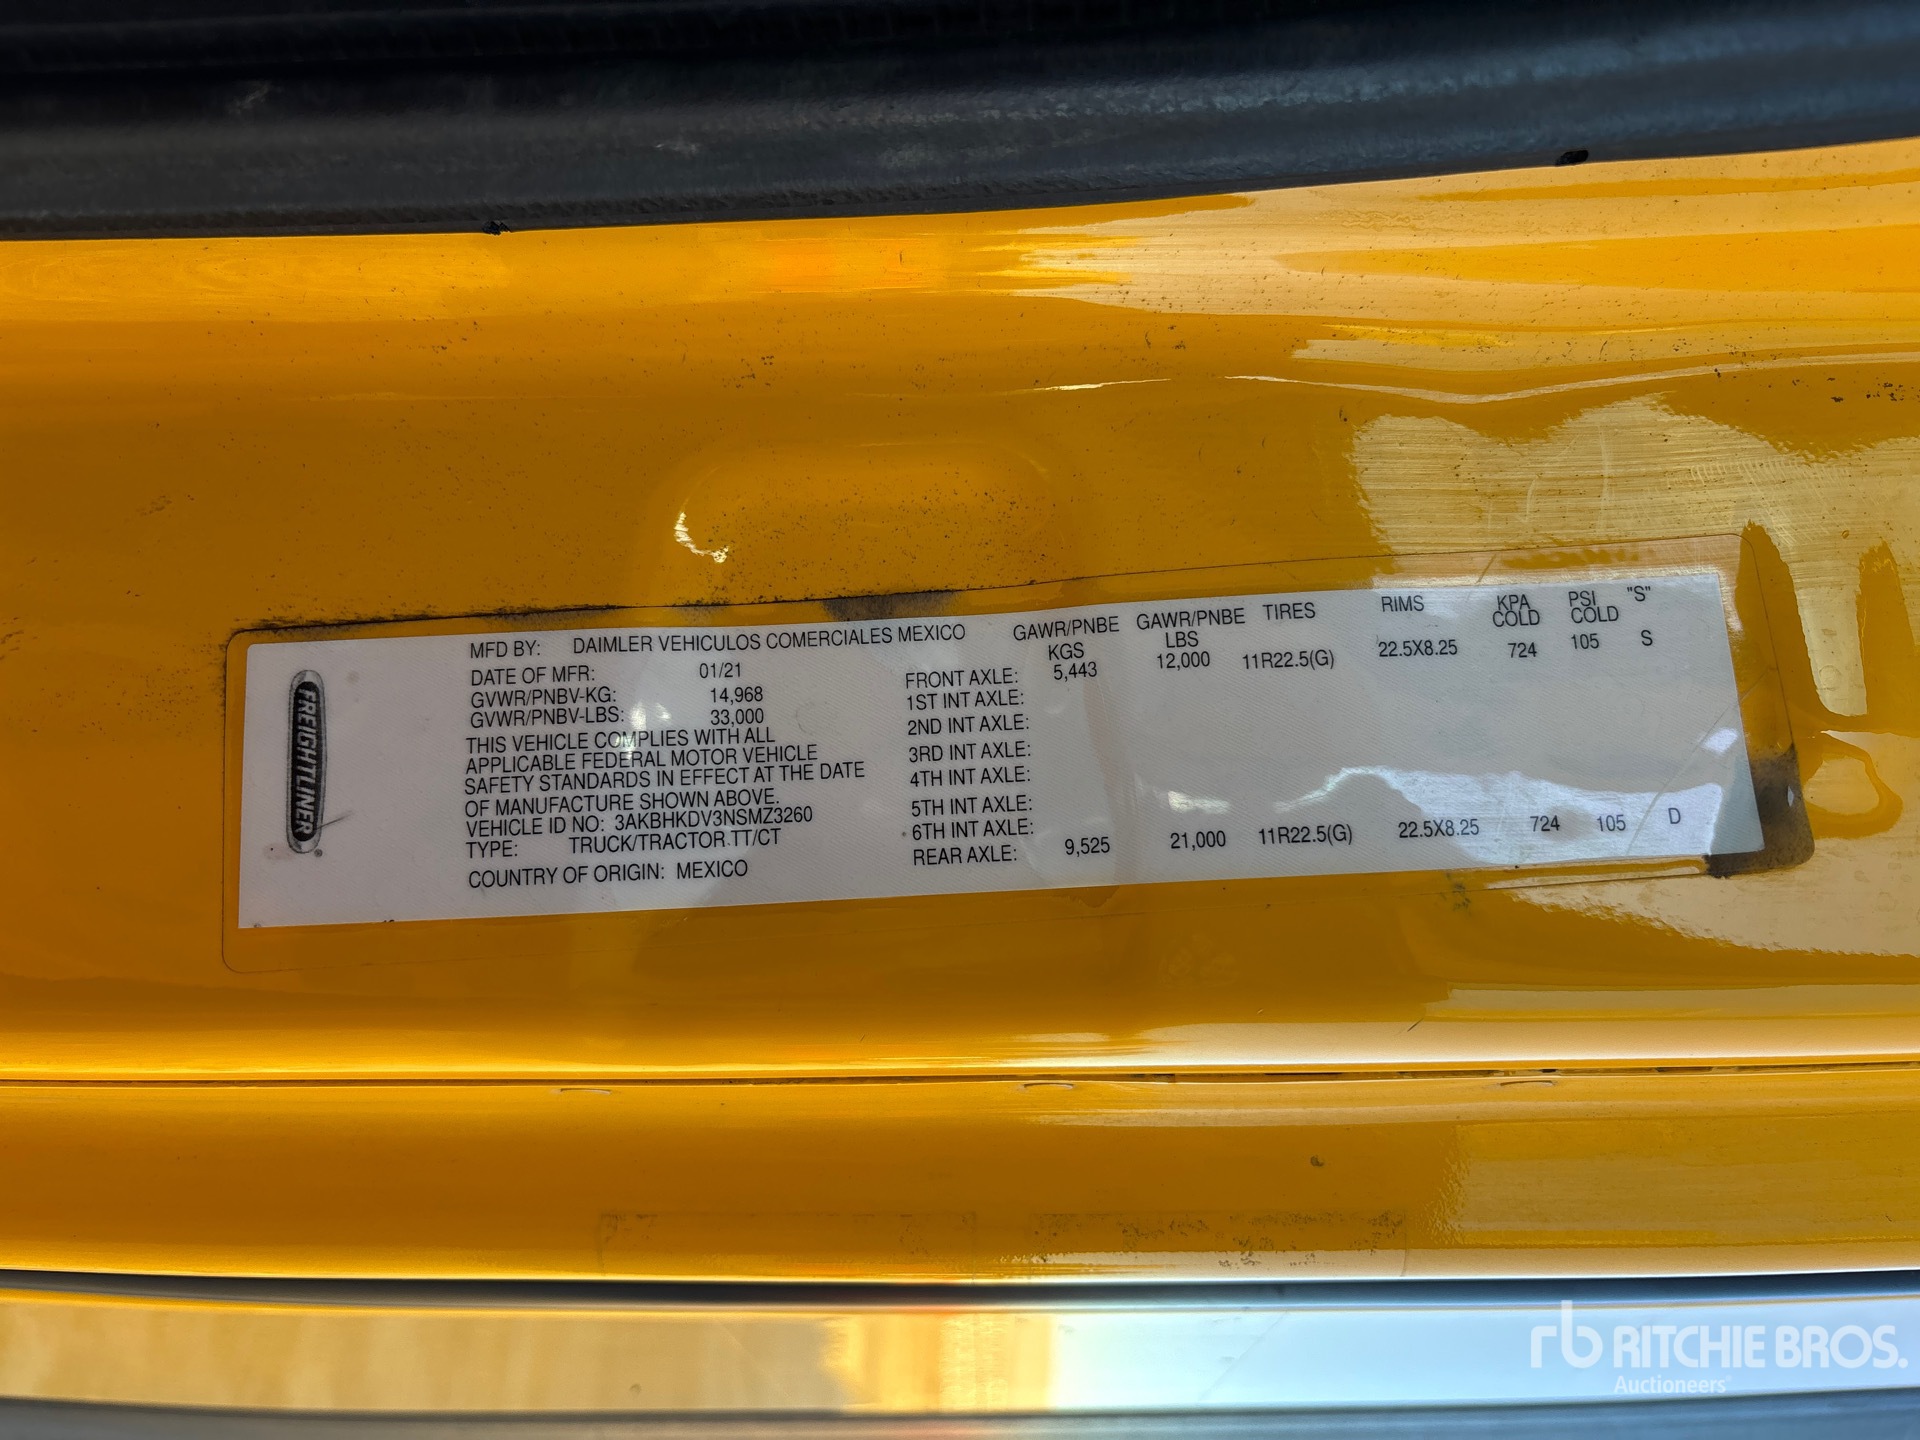 FREIGHTLINER
MFD BY: DAIMLER VEHICULOS COMERCIALES MEXICO
DATE OF MFR: 01/21
GVWR/PNBV-KG: 14,968
GVWR/PNBV-LBS: 33,000
THIS VEHICLE COMPLIES WITH ALL
APPLICABLE FEDERAL MOTOR VEHICLE
SAFETY STANDARDS IN EFFECT AT THE DATE
OF MANUFACTURE SHOWN ABOVE.
VEHICLE ID NO: 3AKBHKDV3NSMZ3260
TYPE: TRUCK/TRACTOR TT/CT
COUNTRY OF ORIGIN: MEXICO
GAWR/PNBE KGS GAWR/PNBE LBS TIRES RIMS KPA COLD PSI COLD "S"
FRONT AXLE: 5,443 12,000 11R22.5(G) 22.5X8.25 724 105 S
1ST INT AXLE:
2ND INT AXLE:
3RD INT AXLE:
4TH INT AXLE:
5TH INT AXLE:
6TH INT AXLE:
REAR AXLE: 9,525 21,000 11R22.5(G) 22.5X8.25 724 105 D
rb RITCHIE BROS.
Auctioneers